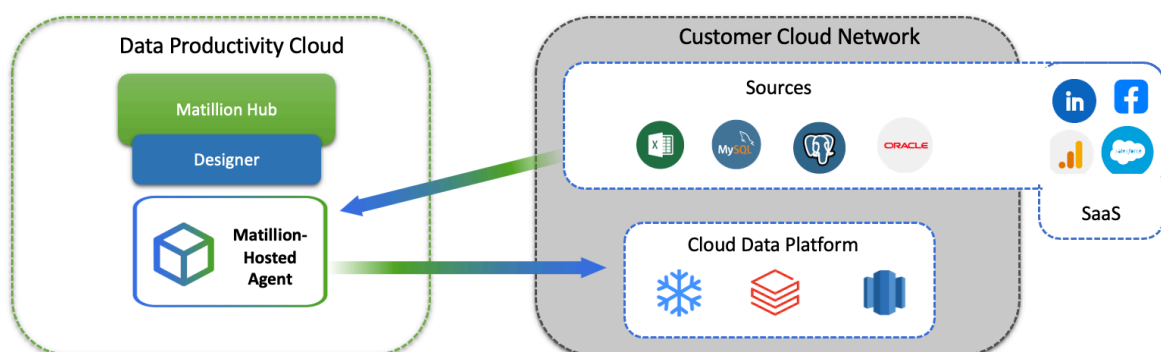 Data Productivity Cloud
Matillion Hub
Designer
Matillion-
Hosted
Agent
Customer Cloud Network
Sources
X
MySQL
ORACLE
in
f
salesforce
SaaS
Cloud Data Platform